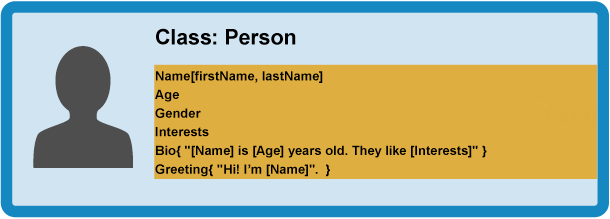 Class: Person
Name[firstName, lastName]
Age
Gender
Interests
Bio{ "[Name] is [Age] years old. They like [Interests]" }
Greeting{ "Hi! I’m [Name]".  }